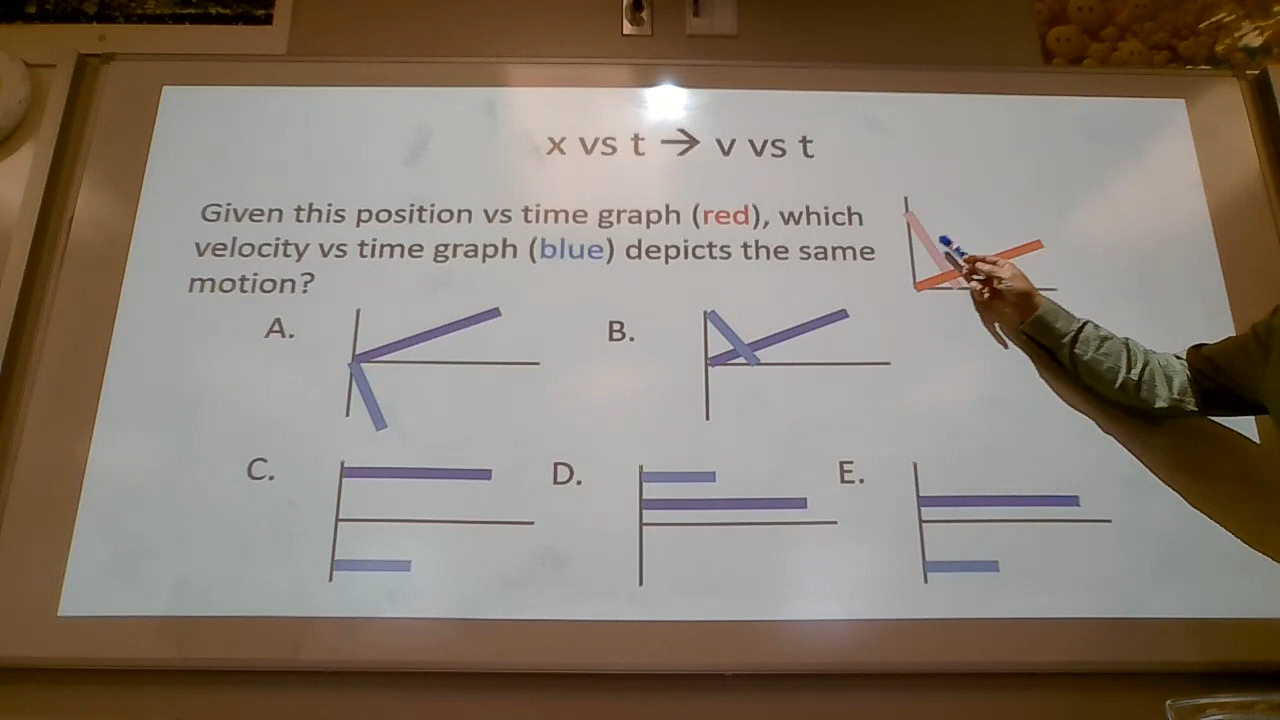 x vs t → v vs t
Given this position vs time graph (red), which
velocity vs time graph (blue) depicts the same
motion?
A.
B.
C.
D.
E.